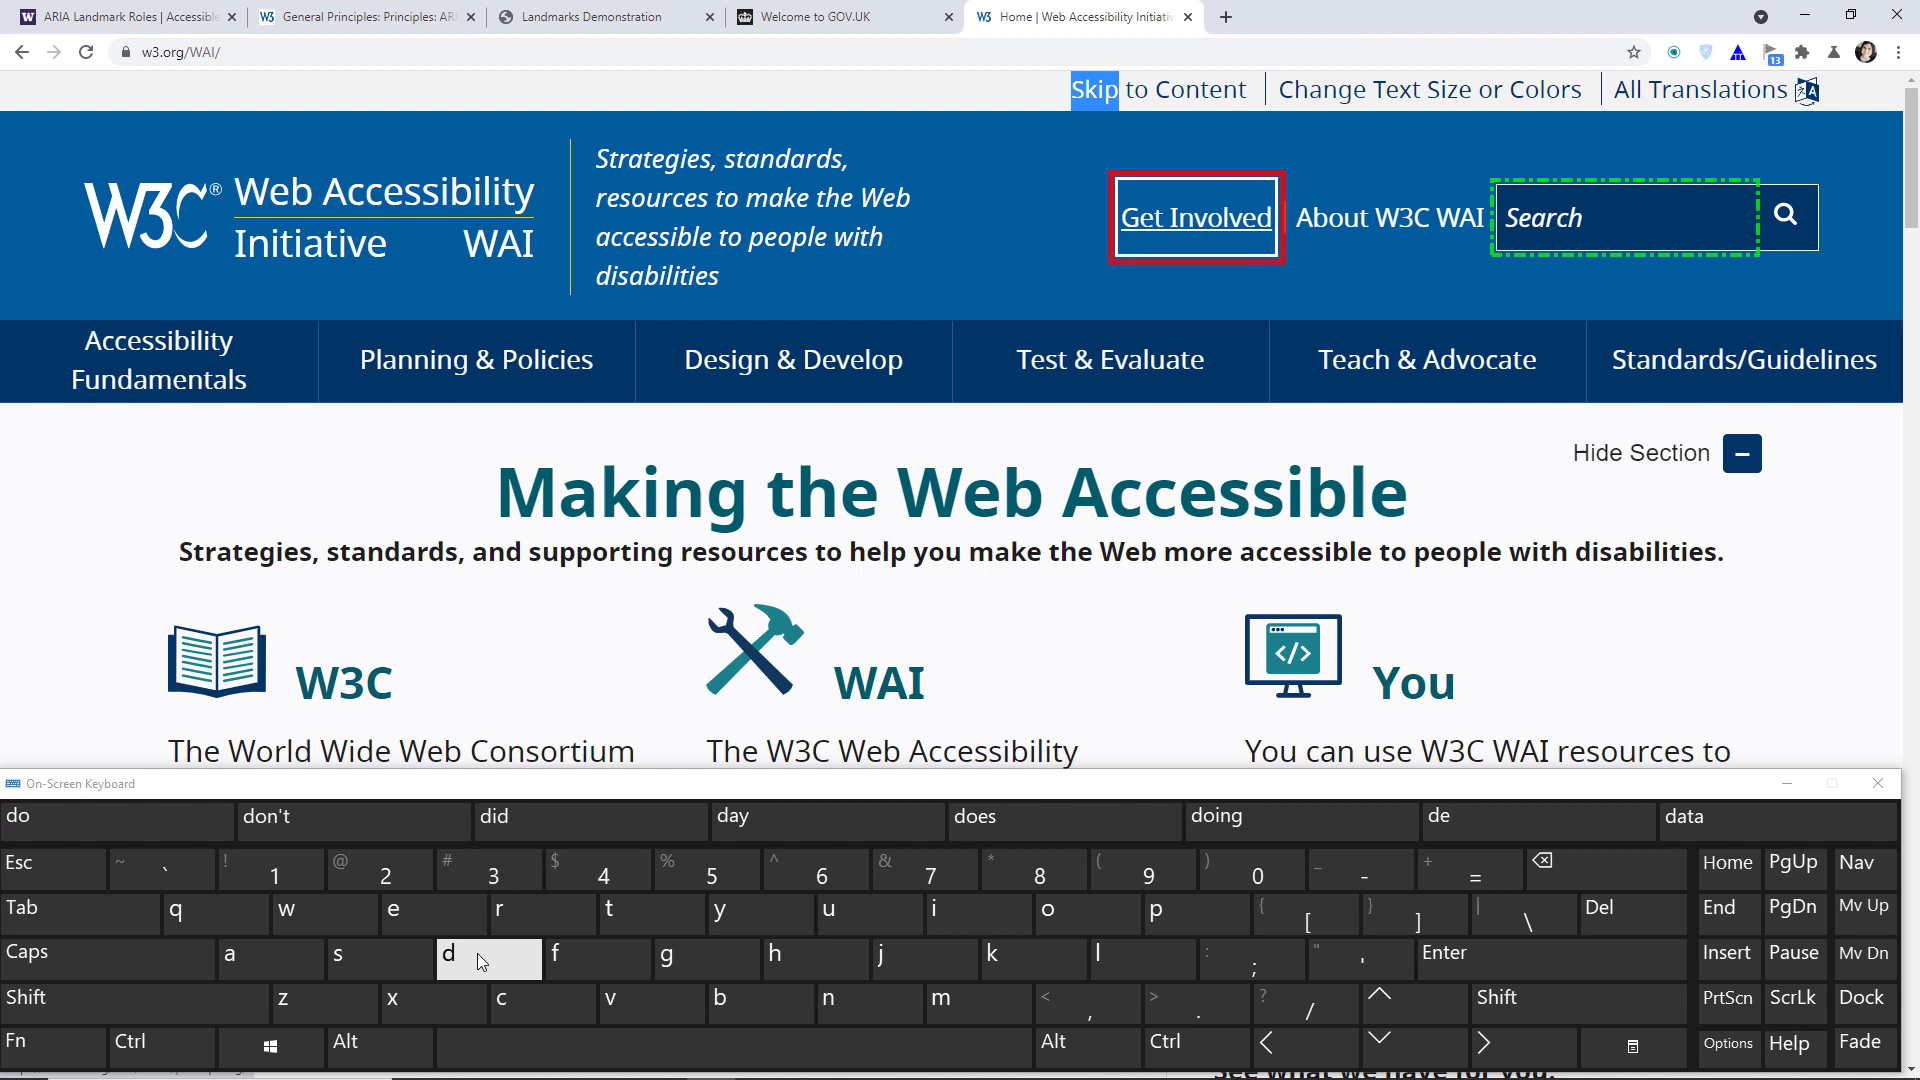 ARIA Landmark Roles | Accessible
General Principles: Principles: ARI
Landmarks Demonstration
Welcome to GOV.UK
Home | Web Accessibility Initiativ
w3.org/WAI/
13
Skip to Content
Change Text Size or Colors
All Translations
W3C® Web Accessibility Initiative WAI
Strategies, standards,
resources to make the Web
accessible to people with
disabilities
Get Involved
About W3C WAI
Search
Accessibility
Fundamentals
Planning & Policies
Design & Develop
Test & Evaluate
Teach & Advocate
Standards/Guidelines
Hide Section
Making the Web Accessible
Strategies, standards, and supporting resources to help you make the Web more accessible to people with disabilities.
W3C
WAI
You
The World Wide Web Consortium
The W3C Web Accessibility
You can use W3C WAI resources to
On-Screen Keyboard
do don't did day does doing de data
Esc ~ ` ! 1 @ 2 # 3 $ 4 % 5 ^ 6 & 7 * 8 ( 9 ) 0 _ - + = Home PgUp Nav
Tab q w e r t y u i o p { [ } ] | \ Del End PgDn Mv Up
Caps a s d f g h j k l : ; " ' Enter Insert Pause Mv Dn
Shift z x c v b n m < , > . ? / Shift PrtScn ScrLk Dock
Fn Ctrl Alt Alt Ctrl Options Help Fade
see what we have for you.